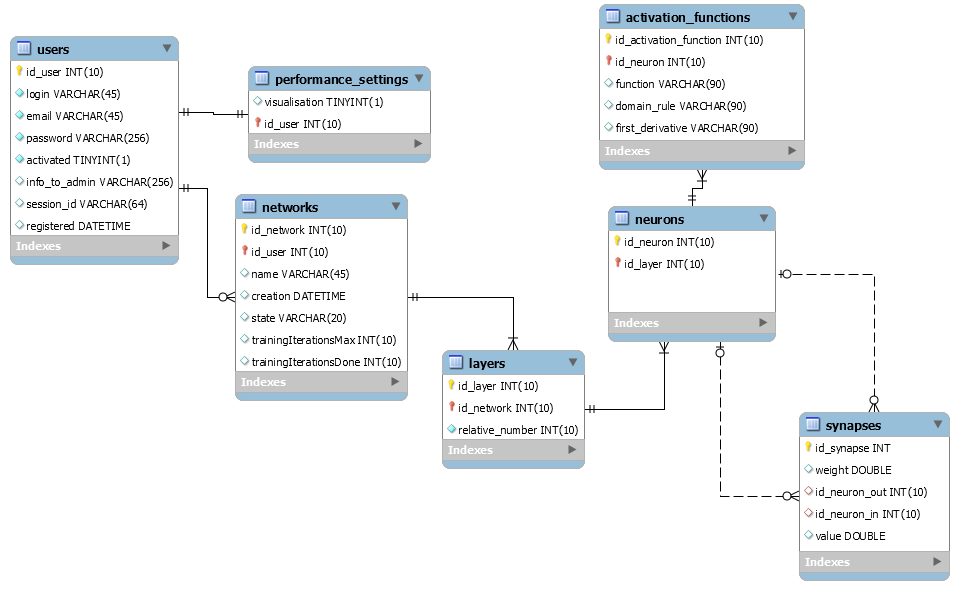 users
id_user INT(10)
login VARCHAR(45)
email VARCHAR(45)
password VARCHAR(256)
activated TINYINT(1)
info_to_admin VARCHAR(256)
session_id VARCHAR(64)
registered DATETIME
Indexes
performance_settings
visualisation TINYINT(1)
id_user INT(10)
Indexes
networks
id_network INT(10)
id_user INT(10)
name VARCHAR(45)
creation DATETIME
state VARCHAR(20)
trainingIterationsMax INT(10)
trainingIterationsDone INT(10)
Indexes
layers
id_layer INT(10)
id_network INT(10)
relative_number INT(10)
Indexes
activation_functions
id_activation_function INT(10)
id_neuron INT(10)
function VARCHAR(90)
domain_rule VARCHAR(90)
first_derivative VARCHAR(90)
Indexes
neurons
id_neuron INT(10)
id_layer INT(10)
Indexes
synapses
id_synapse INT
weight DOUBLE
id_neuron_out INT(10)
id_neuron_in INT(10)
value DOUBLE
Indexes